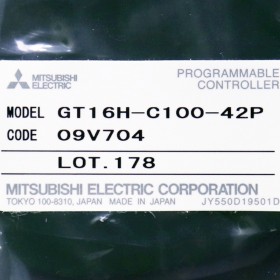 MITSUBISHI ELECTRIC
PROGRAMMABLE CONTROLLER
MODEL GT16H-C100-42P
CODE 09V704
LOT.178
MITSUBISHI ELECTRIC CORPORATION
TOKYO 100-8310, JAPAN MADE IN JAPAN JY550D19501D